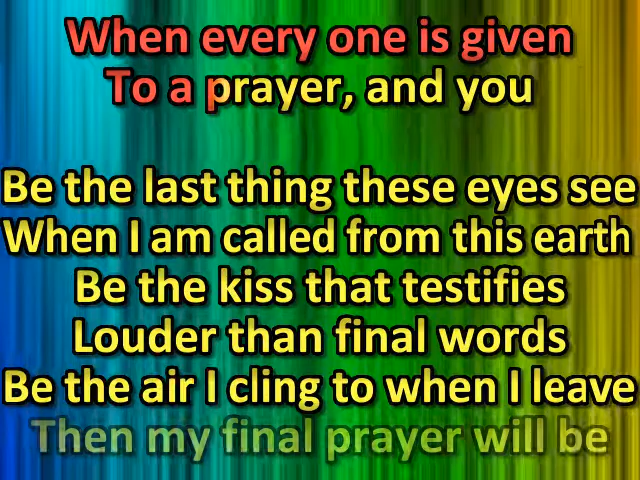 When every one is given
To a prayer, and you
Be the last thing these eyes see
When I am called from this earth
Be the kiss that testifies
Louder than final words
Be the air I cling to when I leave
Then my final prayer will be